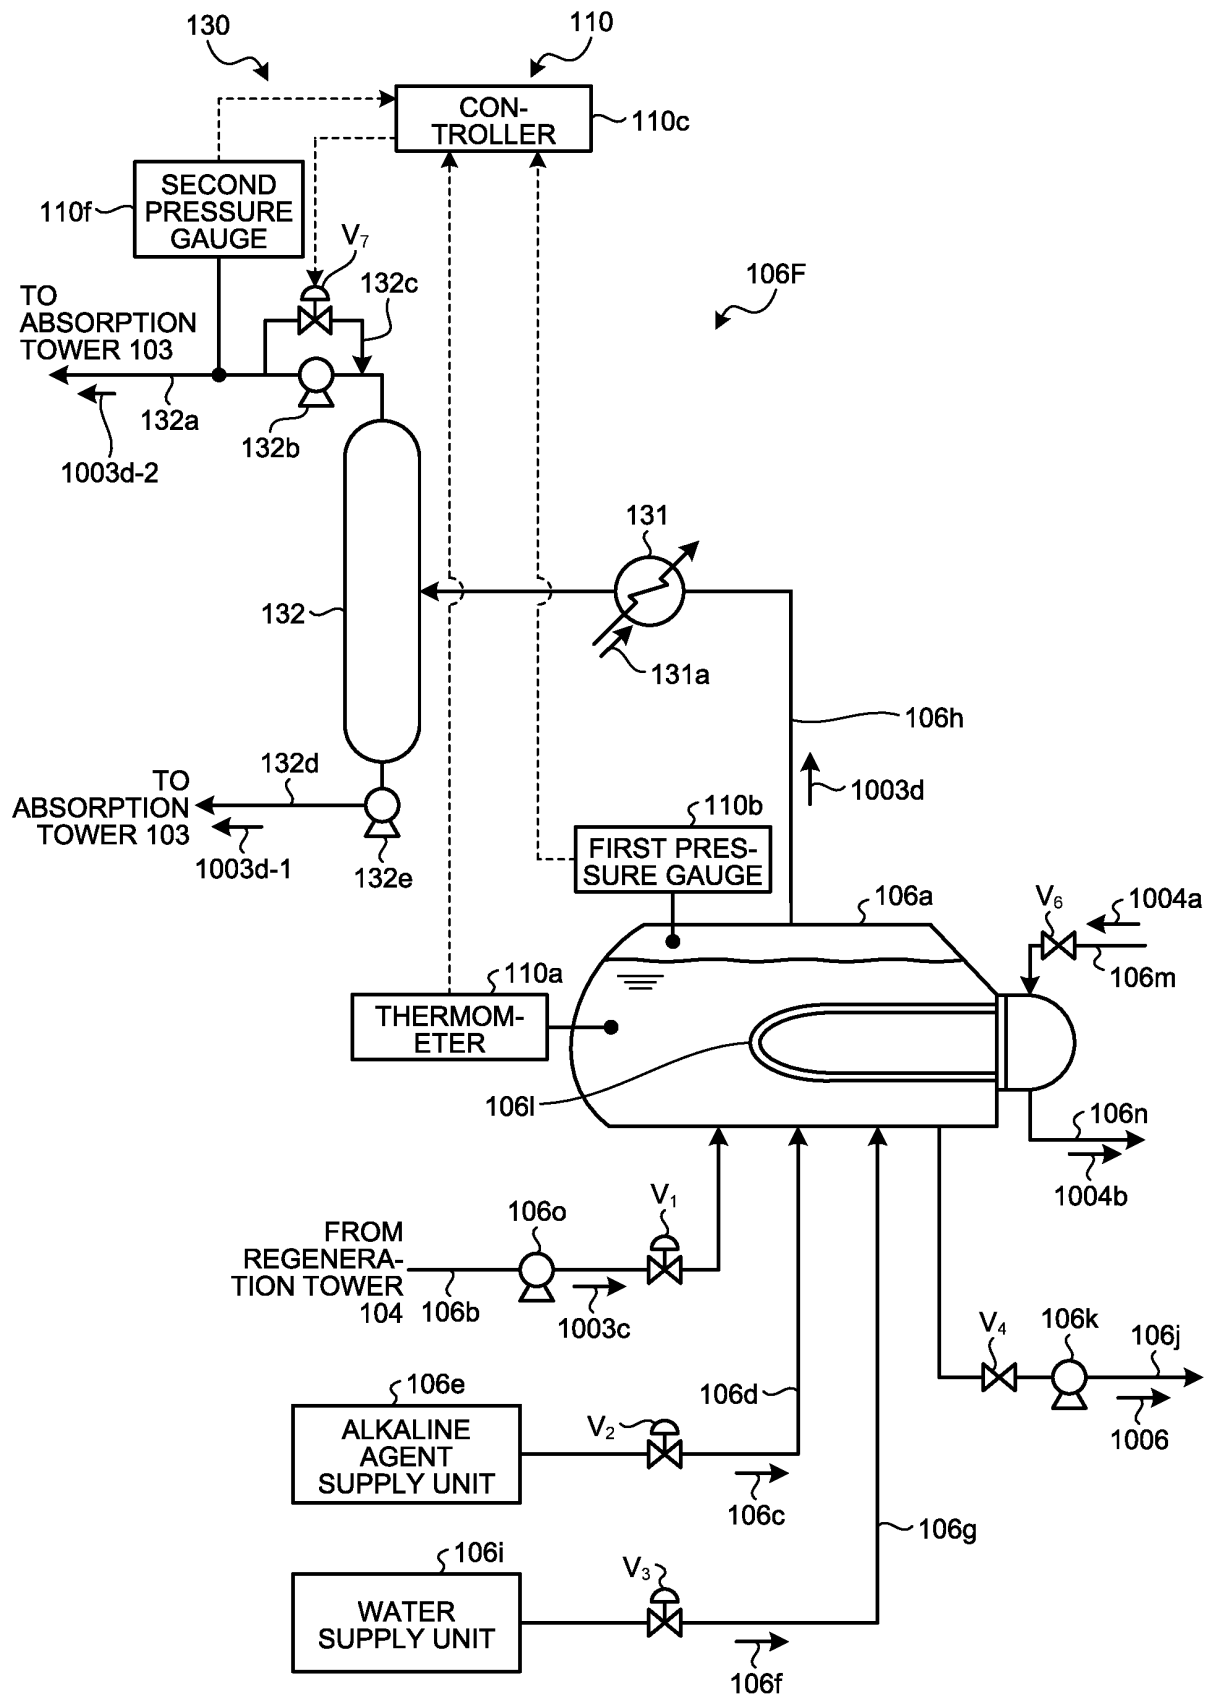 130
110
CON-
TROLLER
110c
SECOND
PRESSURE
GAUGE
110f
V7
132c
106F
TO
ABSORPTION
TOWER 103
132a
132b
1003d-2
131
132
131a
106h
132d
TO
ABSORPTION
TOWER 103
1003d
110b
1003d-1
132e
FIRST PRES-
SURE GAUGE
106a
V6
1004a
110a
106m
THERMOM-
ETER
106l
106n
1004b
V1
106o
FROM
REGENERA-
TION TOWER
104
106b
1003c
V4
106k
106j
106e
106d
1006
ALKALINE
AGENT
SUPPLY UNIT
V2
106c
106g
106i
V3
WATER
SUPPLY UNIT
106f